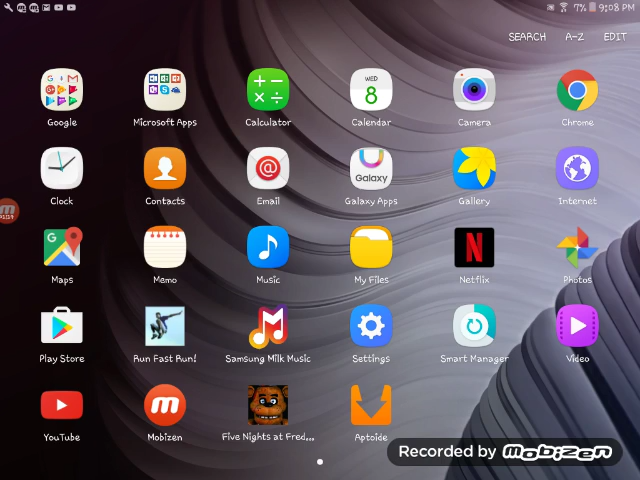 7% 9:08 PM
SEARCH A-Z EDIT
Google Microsoft Apps Calculator Calendar Camera Chrome
WED
8
Clock Contacts Email Galaxy Apps Gallery Internet
Galaxy
Maps Memo Music My Files Netflix Photos
Play Store Run Fast Run! Samsung Milk Music Settings Smart Manager Video
YouTube Mobizen Five Nights at Fred... Aptoide
Recorded by Mobizen